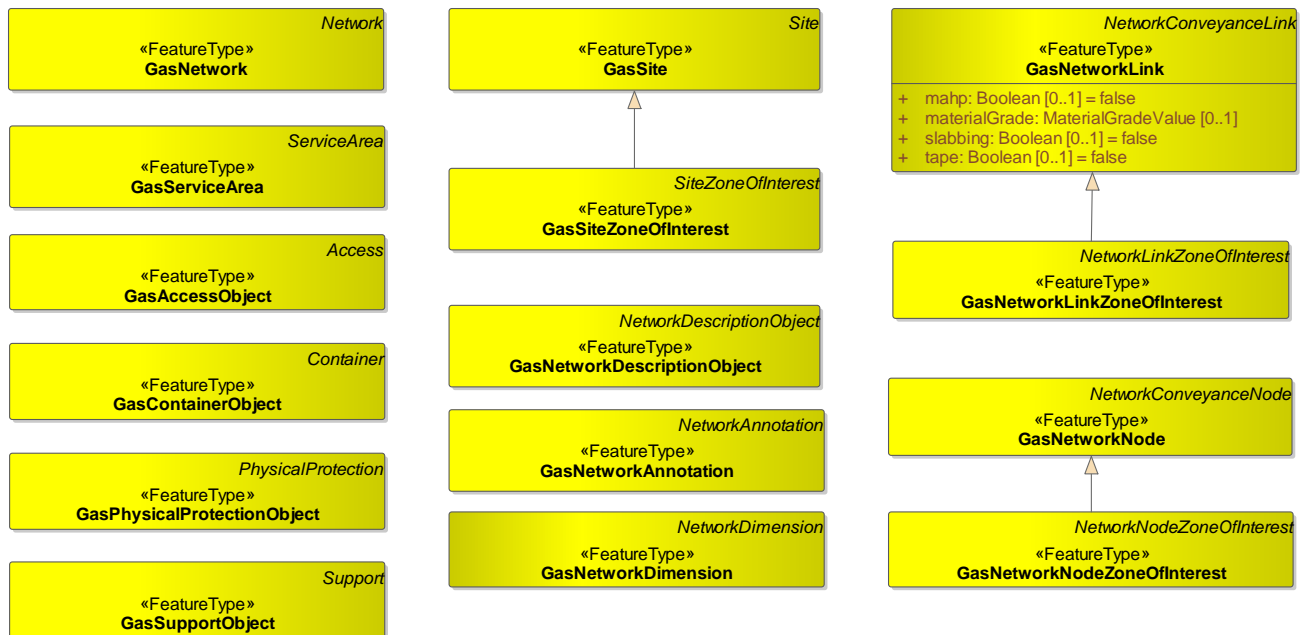 Network
«FeatureType»
GasNetwork
ServiceArea
«FeatureType»
GasServiceArea
Access
«FeatureType»
GasAccessObject
Container
«FeatureType»
GasContainerObject
PhysicalProtection
«FeatureType»
GasPhysicalProtectionObject
Support
«FeatureType»
GasSupportObject
Site
«FeatureType»
GasSite
SiteZoneOfInterest
«FeatureType»
GasSiteZoneOfInterest
NetworkDescriptionObject
«FeatureType»
GasNetworkDescriptionObject
NetworkAnnotation
«FeatureType»
GasNetworkAnnotation
NetworkDimension
«FeatureType»
GasNetworkDimension
NetworkConveyanceLink
«FeatureType»
GasNetworkLink
+ mahp: Boolean [0..1] = false
+ materialGrade: MaterialGradeValue [0..1]
+ slabbing: Boolean [0..1] = false
+ tape: Boolean [0..1] = false
NetworkLinkZoneOfInterest
«FeatureType»
GasNetworkLinkZoneOfInterest
NetworkConveyanceNode
«FeatureType»
GasNetworkNode
NetworkNodeZoneOfInterest
«FeatureType»
GasNetworkNodeZoneOfInterest